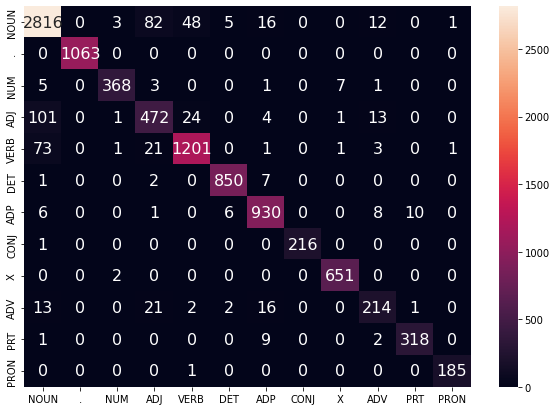 NOUN 2816 0 3 82 48 5 16 0 0 12 0 1
. 0 1063 0 0 0 0 0 0 0 0 0 0
NUM 5 0 368 3 0 0 1 0 7 1 0 0
ADJ 101 0 1 472 24 0 4 0 1 13 0 0
VERB 73 0 1 21 1201 0 1 0 1 3 0 1
DET 1 0 0 2 0 850 7 0 0 0 0 0
ADP 6 0 0 1 0 6 930 0 0 8 10 0
CONJ 1 0 0 0 0 0 0 216 0 0 0 0
X 0 0 2 0 0 0 0 0 651 0 0 0
ADV 13 0 0 21 2 2 16 0 0 214 1 0
PRT 1 0 0 0 0 0 9 0 0 2 318 0
PRON 0 0 0 0 1 0 0 0 0 0 0 185
NOUN . NUM ADJ VERB DET ADP CONJ X ADV PRT PRON
2500
2000
1500
1000
500
0